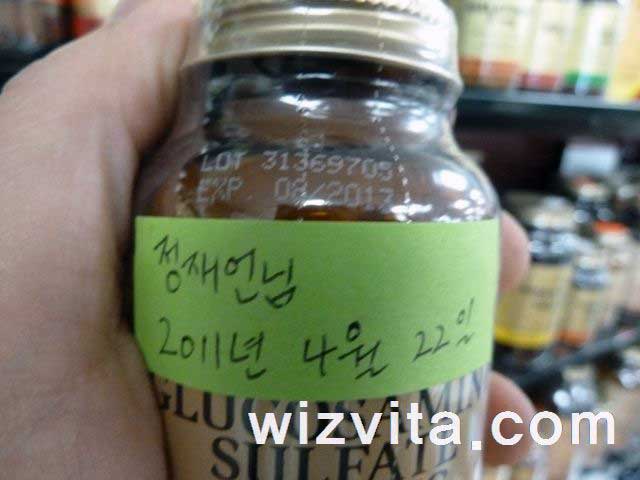 LOT 31369705
EXP 08/2017
정재언님
2011년 4월 22일
GLUCOSAMINE
SULFATE
wizvita.com